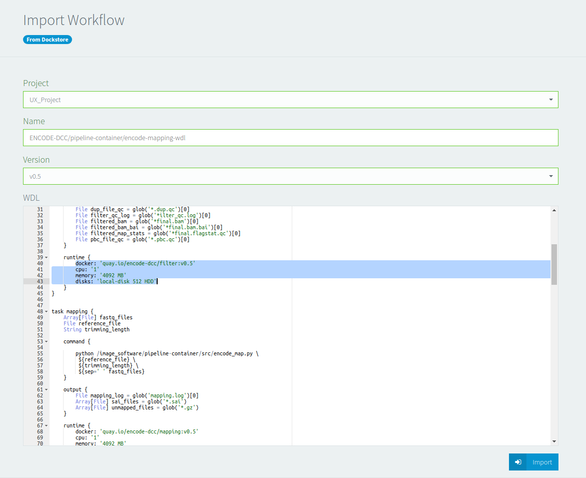 Import Workflow
From Dockstore
Project
UX_Project
Name
ENCODE-DCC/pipeline-container/encode-mapping-wdl
Version
v0.5
WDL
31 File dup_file_qc = glob('*.dup.qc')[0]
32 File filter_qc_log = glob('*filter_qc.log')[0]
33 File filtered_bam = glob('*final.bam')[0]
34 File filtered_bam_bai = glob('*final.bam.bai')[0]
35 File filtered_map_stats = glob('*final.flagstat.qc')[0]
36 File pbc_file_qc = glob('*.pbc.qc')[0]
37 }
38
39 runtime {
40 docker: 'quay.io/encode-dcc/filter:v0.5'
41 cpu: '1'
42 memory: '4092 MB'
43 disks: 'local-disk 512 HDD'
44 }
45 }
46
47
48 task mapping {
49 Array[File] fastq_files
50 File reference_file
51 String trimming_length
52
53 command {
54
55 python /image_software/pipeline-container/src/encode_map.py \
56 ${reference_file} \
57 ${trimming_length} \
58 ${sep=' ' fastq_files}
59 }
60
61 output {
62 File mapping_log = glob('mapping.log')[0]
63 Array[File] sai_files = glob('*.sai')
64 Array[File] unmapped_files = glob('*.gz')
65 }
66
67 runtime {
68 docker: 'quay.io/encode-dcc/mapping:v0.5'
69 cpu: '1'
70 memory: '4092 MB'
Import